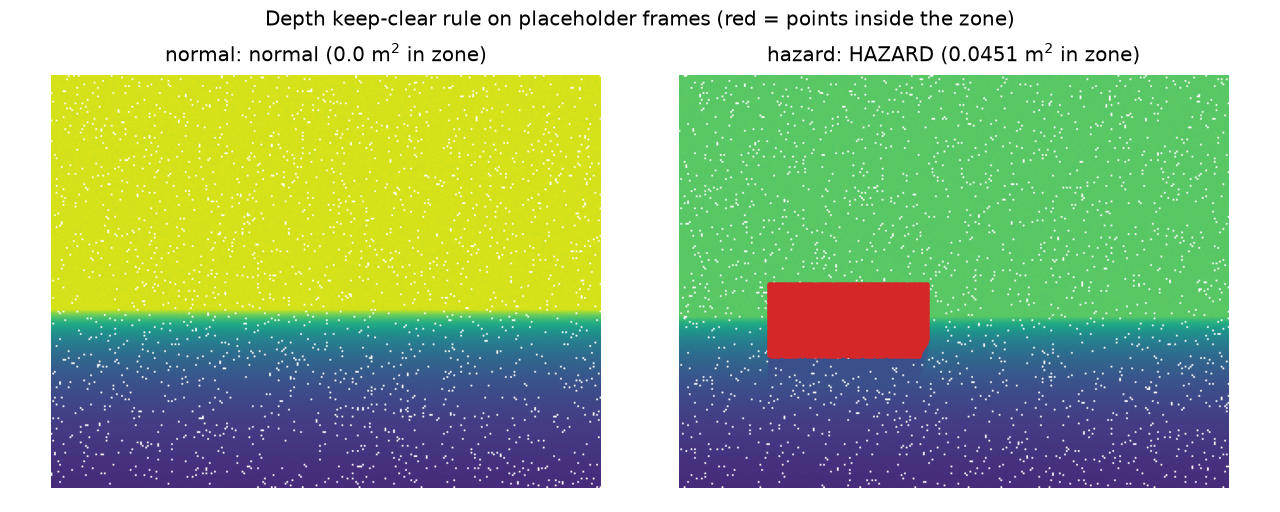 Depth keep-clear rule on placeholder frames (red = points inside the zone)
normal: normal (0.0 m² in zone)
hazard: HAZARD (0.0451 m² in zone)